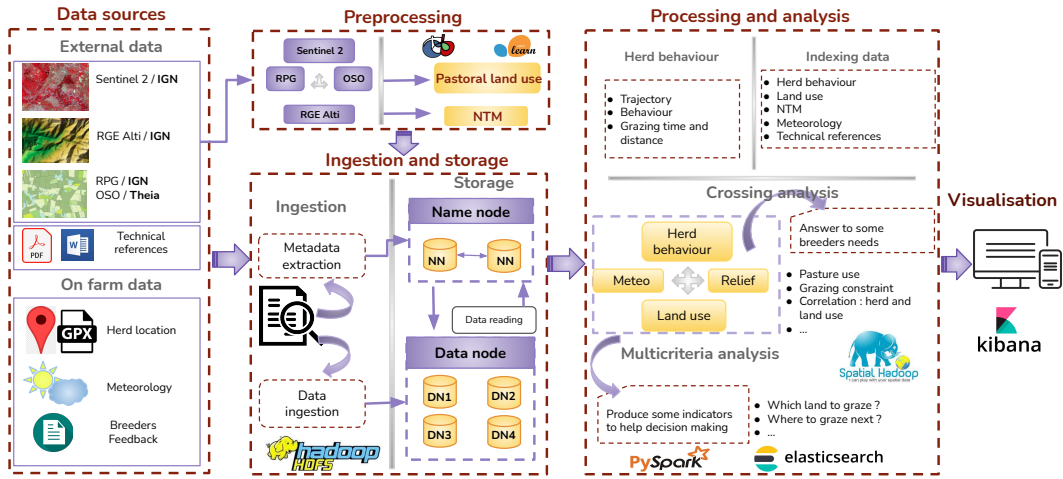 Data sources
External data
Sentinel 2 / IGN
RGE Alti / IGN
RPG / IGN
OSO / Theia
PDF
W
Technical
references
On farm data
GPX
Herd location
Meteorology
Breeders
Feedback
Preprocessing
Sentinel 2
RPG
OSO
RGE Alti
learn
Pastoral land use
NTM
Ingestion and storage
Ingestion
Metadata
extraction
Data
ingestion
hadoop
HDFS
Storage
Name node
NN
NN
Data reading
Data node
DN1
DN2
DN3
DN4
Processing and analysis
Herd behaviour
Trajectory
Behaviour
Grazing time and
distance
Indexing data
Herd behaviour
Land use
NTM
Meteorology
Technical references
Crossing analysis
Herd
behaviour
Meteo
Relief
Land use
Answer to some
breeders needs
Pasture use
Grazing constraint
Correlation : herd and
land use
...
Spatial Hadoop
I can play with your spatial data
Multicriteria analysis
Produce some indicators
to help decision making
Which land to graze ?
Where to graze next ?
...
PySpark
elasticsearch
Visualisation
kibana